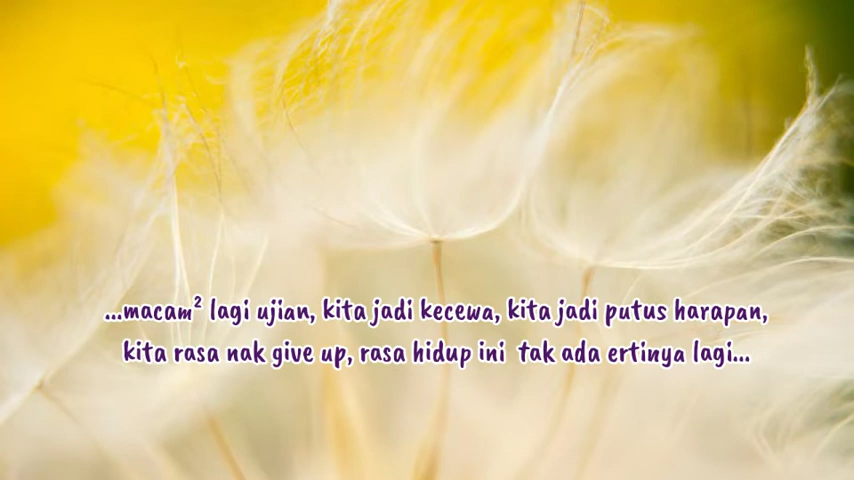 ...macam² lagi ujian, kita jadi kecewa, kita jadi putus harapan,
kita rasa nak give up, rasa hidup ini tak ada ertinya lagi...